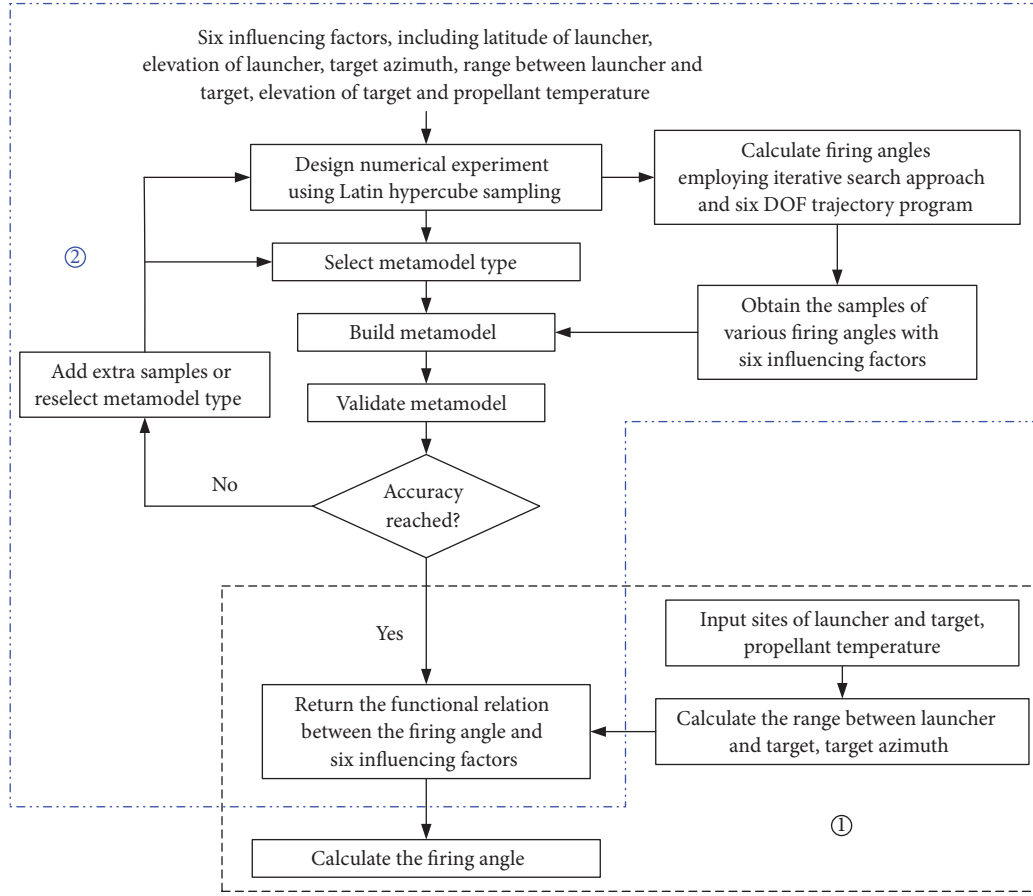 Six influencing factors, including latitude of launcher,
elevation of launcher, target azimuth, range between launcher and
target, elevation of target and propellant temperature
Design numerical experiment
using Latin hypercube sampling
Calculate firing angles
employing iterative search approach
and six DOF trajectory program
②
Select metamodel type
Build metamodel
Obtain the samples of
various firing angles with
six influencing factors
Add extra samples or
reselect metamodel type
Validate metamodel
No
Accuracy
reached?
Yes
Input sites of launcher and target,
propellant temperature
Return the functional relation
between the firing angle and
six influencing factors
Calculate the range between launcher
and target, target azimuth
①
Calculate the firing angle